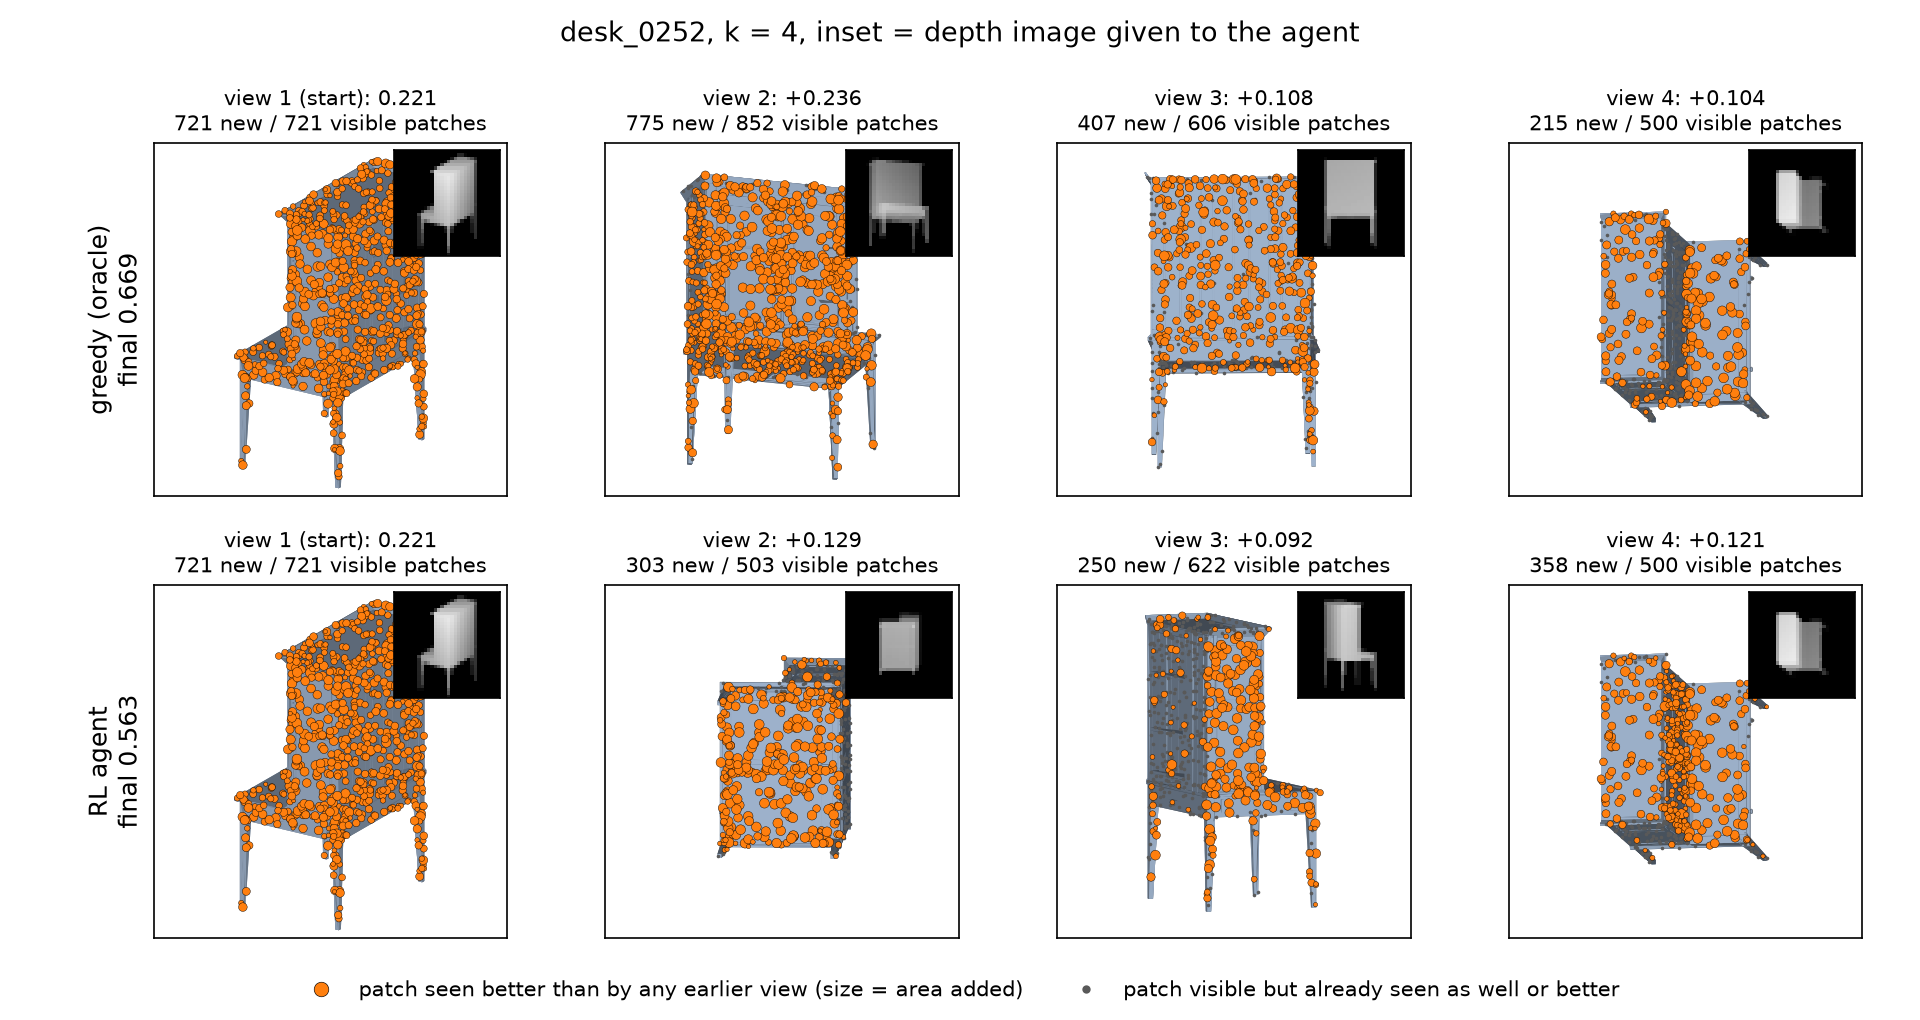 desk_0252, k = 4, inset = depth image given to the agent
greedy (oracle)
final 0.669
view 1 (start): 0.221
721 new / 721 visible patches
view 2: +0.236
775 new / 852 visible patches
view 3: +0.108
407 new / 606 visible patches
view 4: +0.104
215 new / 500 visible patches
RL agent
final 0.563
view 1 (start): 0.221
721 new / 721 visible patches
view 2: +0.129
303 new / 503 visible patches
view 3: +0.092
250 new / 622 visible patches
view 4: +0.121
358 new / 500 visible patches
patch seen better than by any earlier view (size = area added)
patch visible but already seen as well or better